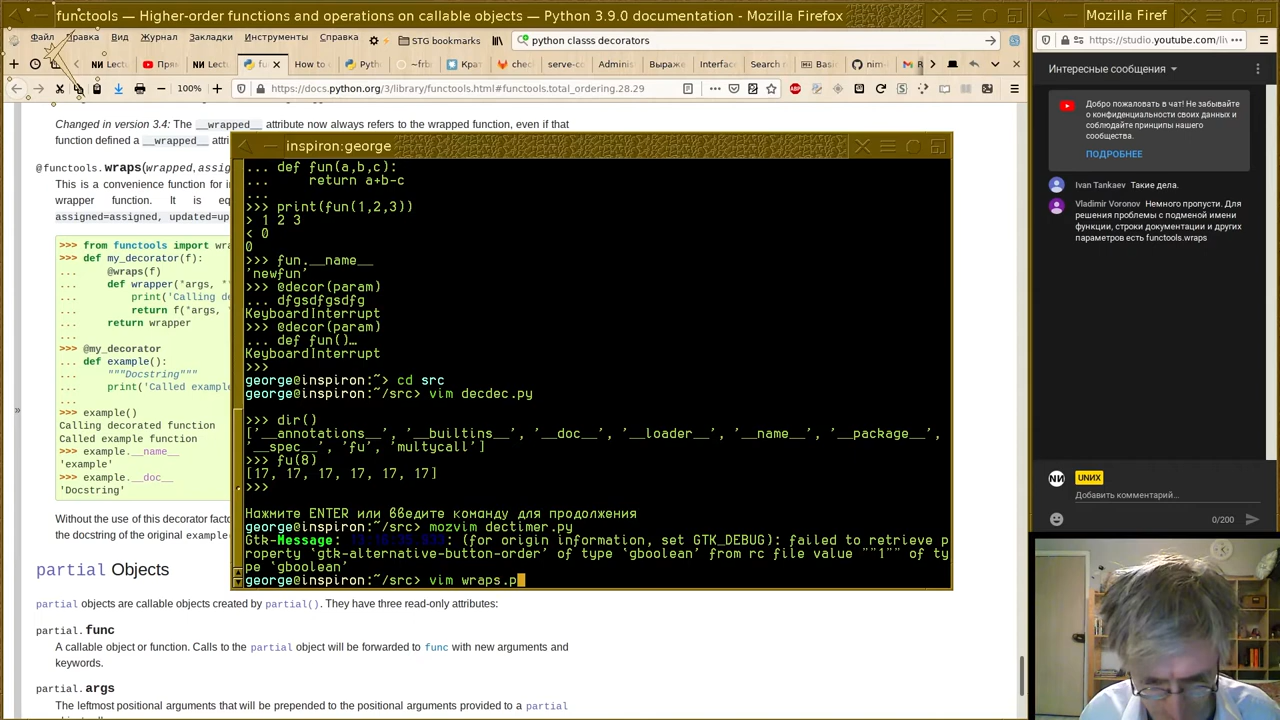 functools — Higher-order functions and operations on callable objects — Python 3.9.0 documentation - Mozilla Firefox
Файл Правка Вид Журнал Закладки Инструменты Справка
STG bookmarks
python classs decorators
100%
https://docs.python.org/3/library/functools.html#functools.total_ordering.28.29
Changed in version 3.4: The __wrapped__ attribute now always refers to the wrapped function, even if that
function defined a __wrapped__ attri
@functools.wraps(wrapped, assig
This is a convenience function for in
wrapper function. It is eq
assigned=assigned, updated=up
>>> from functools import wra
>>> def my_decorator(f):
...     @wraps(f)
...     def wrapper(*args, *
...         print('Calling de
...         return f(*args, *
...     return wrapper
...
>>> @my_decorator
... def example():
...     """Docstring"""
...     print('Called example
...
>>> example()
Calling decorated function
Called example function
>>> example.__name__
'example'
>>> example.__doc__
'Docstring'
Without the use of this decorator facto
the docstring of the original example
partial Objects
partial objects are callable objects created by partial(). They have three read-only attributes:
partial.func
A callable object or function. Calls to the partial object will be forwarded to func with new arguments and
keywords.
partial.args
The leftmost positional arguments that will be prepended to the positional arguments provided to a partial
inspiron:george
... def fun(a,b,c):
...     return a+b-c
...
>>> print(fun(1,2,3))
> 1 2 3
< 0
0
>>> fun.__name__
'newfun'
>>> @decor(param)
... dfgsdfgsdfg
KeyboardInterrupt
>>> @decor(param)
... def fun()…
KeyboardInterrupt
>>>
george@inspiron:~> cd src
george@inspiron:~/src> vim decdec.py
>>> dir()
['__annotations__', '__builtins__', '__doc__', '__loader__', '__name__', '__package__',
'__spec__', 'fu', 'multycall']
>>> fu(8)
[17, 17, 17, 17, 17, 17]
>>>
Нажмите ENTER или введите команду для продолжения
george@inspiron:~/src> mozvim dectimer.py
Gtk-Message: : (for origin information, set GTK_DEBUG): failed to retrieve p
roperty `gtk-alternative-button-order' of type `gboolean' from rc file value ""1"" of ty
pe `gboolean'
george@inspiron:~/src> vim wraps.p
Mozilla Firef
https://studio.youtube.com/liv
Интересные сообщения
Добро пожаловать в чат! Не забывайте
о конфиденциальности своих данных и
соблюдайте принципы нашего
сообщества.
ПОДРОБНЕЕ
Ivan Tankaev Такие дела.
Vladimir Voronov Немного пропусти. Для
решения проблемы с подменой имени
функции, строки документации и других
параметров есть functools.wraps
UNИX
Добавить комментарий...
0/200